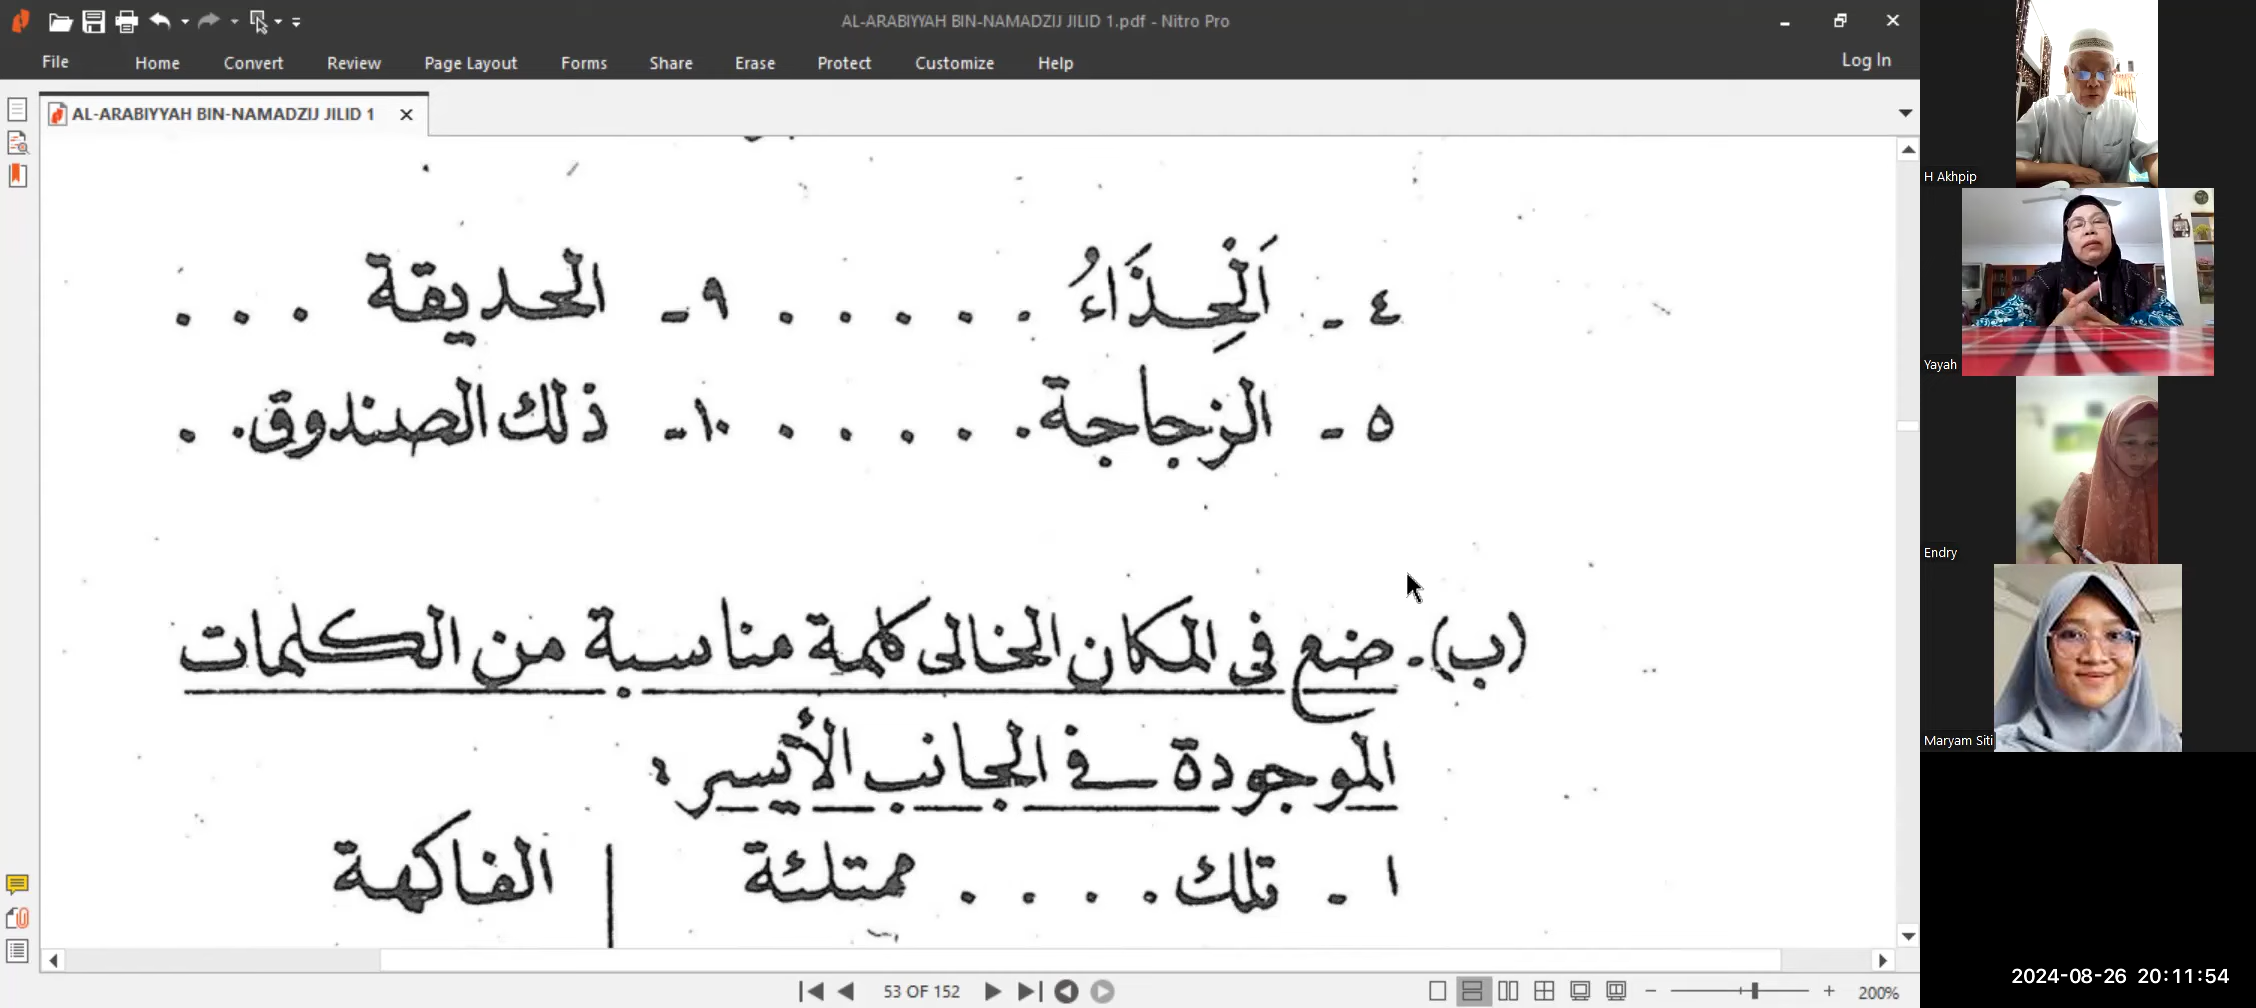 AL-ARABIYYAH BIN-NAMADZIJ JILID 1.pdf - Nitro Pro
File Home Convert Review Page Layout Forms Share Erase Protect Customize Help Log In
AL-ARABIYYAH BIN-NAMADZIJ JILID 1
٤ - اَلْحِذَاءُ . . . . . ٩ - الحديقة . . .
٥ - الزجاجة . . . . . ١٠ - ذلك الصندوق . .
(ب) - ضع في المكان الخالى كلمة مناسبة من الكلمات
الموجودة في الجانب الأيسر :
١ - تلك . . . . ممتلئة | الفاكهة
53 OF 152
200%
H Akhpip
Yayah
Endry
Maryam Siti
2024-08-26 20:11:54